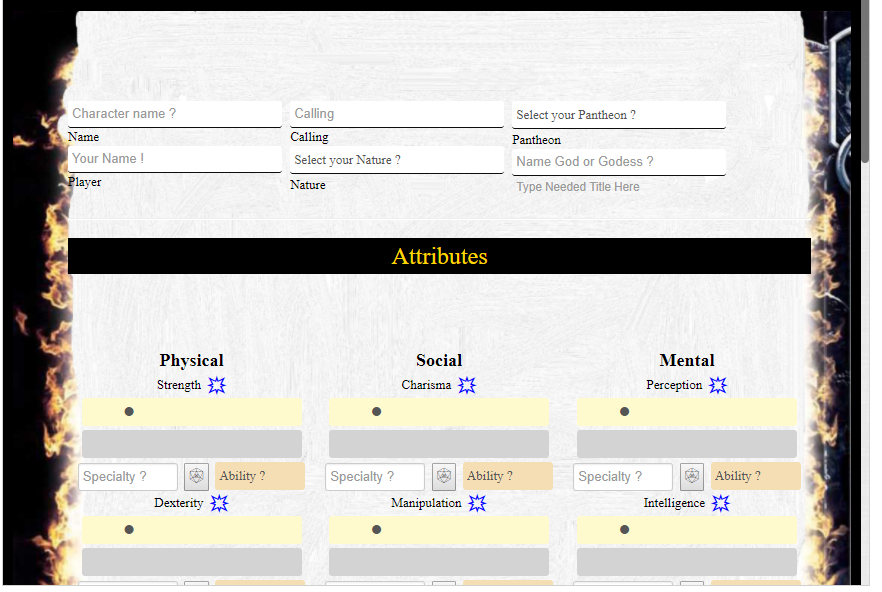 Character name ? Calling Select your Pantheon ?
Name Calling Pantheon
Your Name ! Select your Nature ? Name God or Godess ?
Player Nature Type Needed Title Here
Attributes
Physical Social Mental
Strength Charisma Perception
Specialty ? Ability ? Specialty ? Ability ? Specialty ? Ability ?
Dexterity Manipulation Intelligence